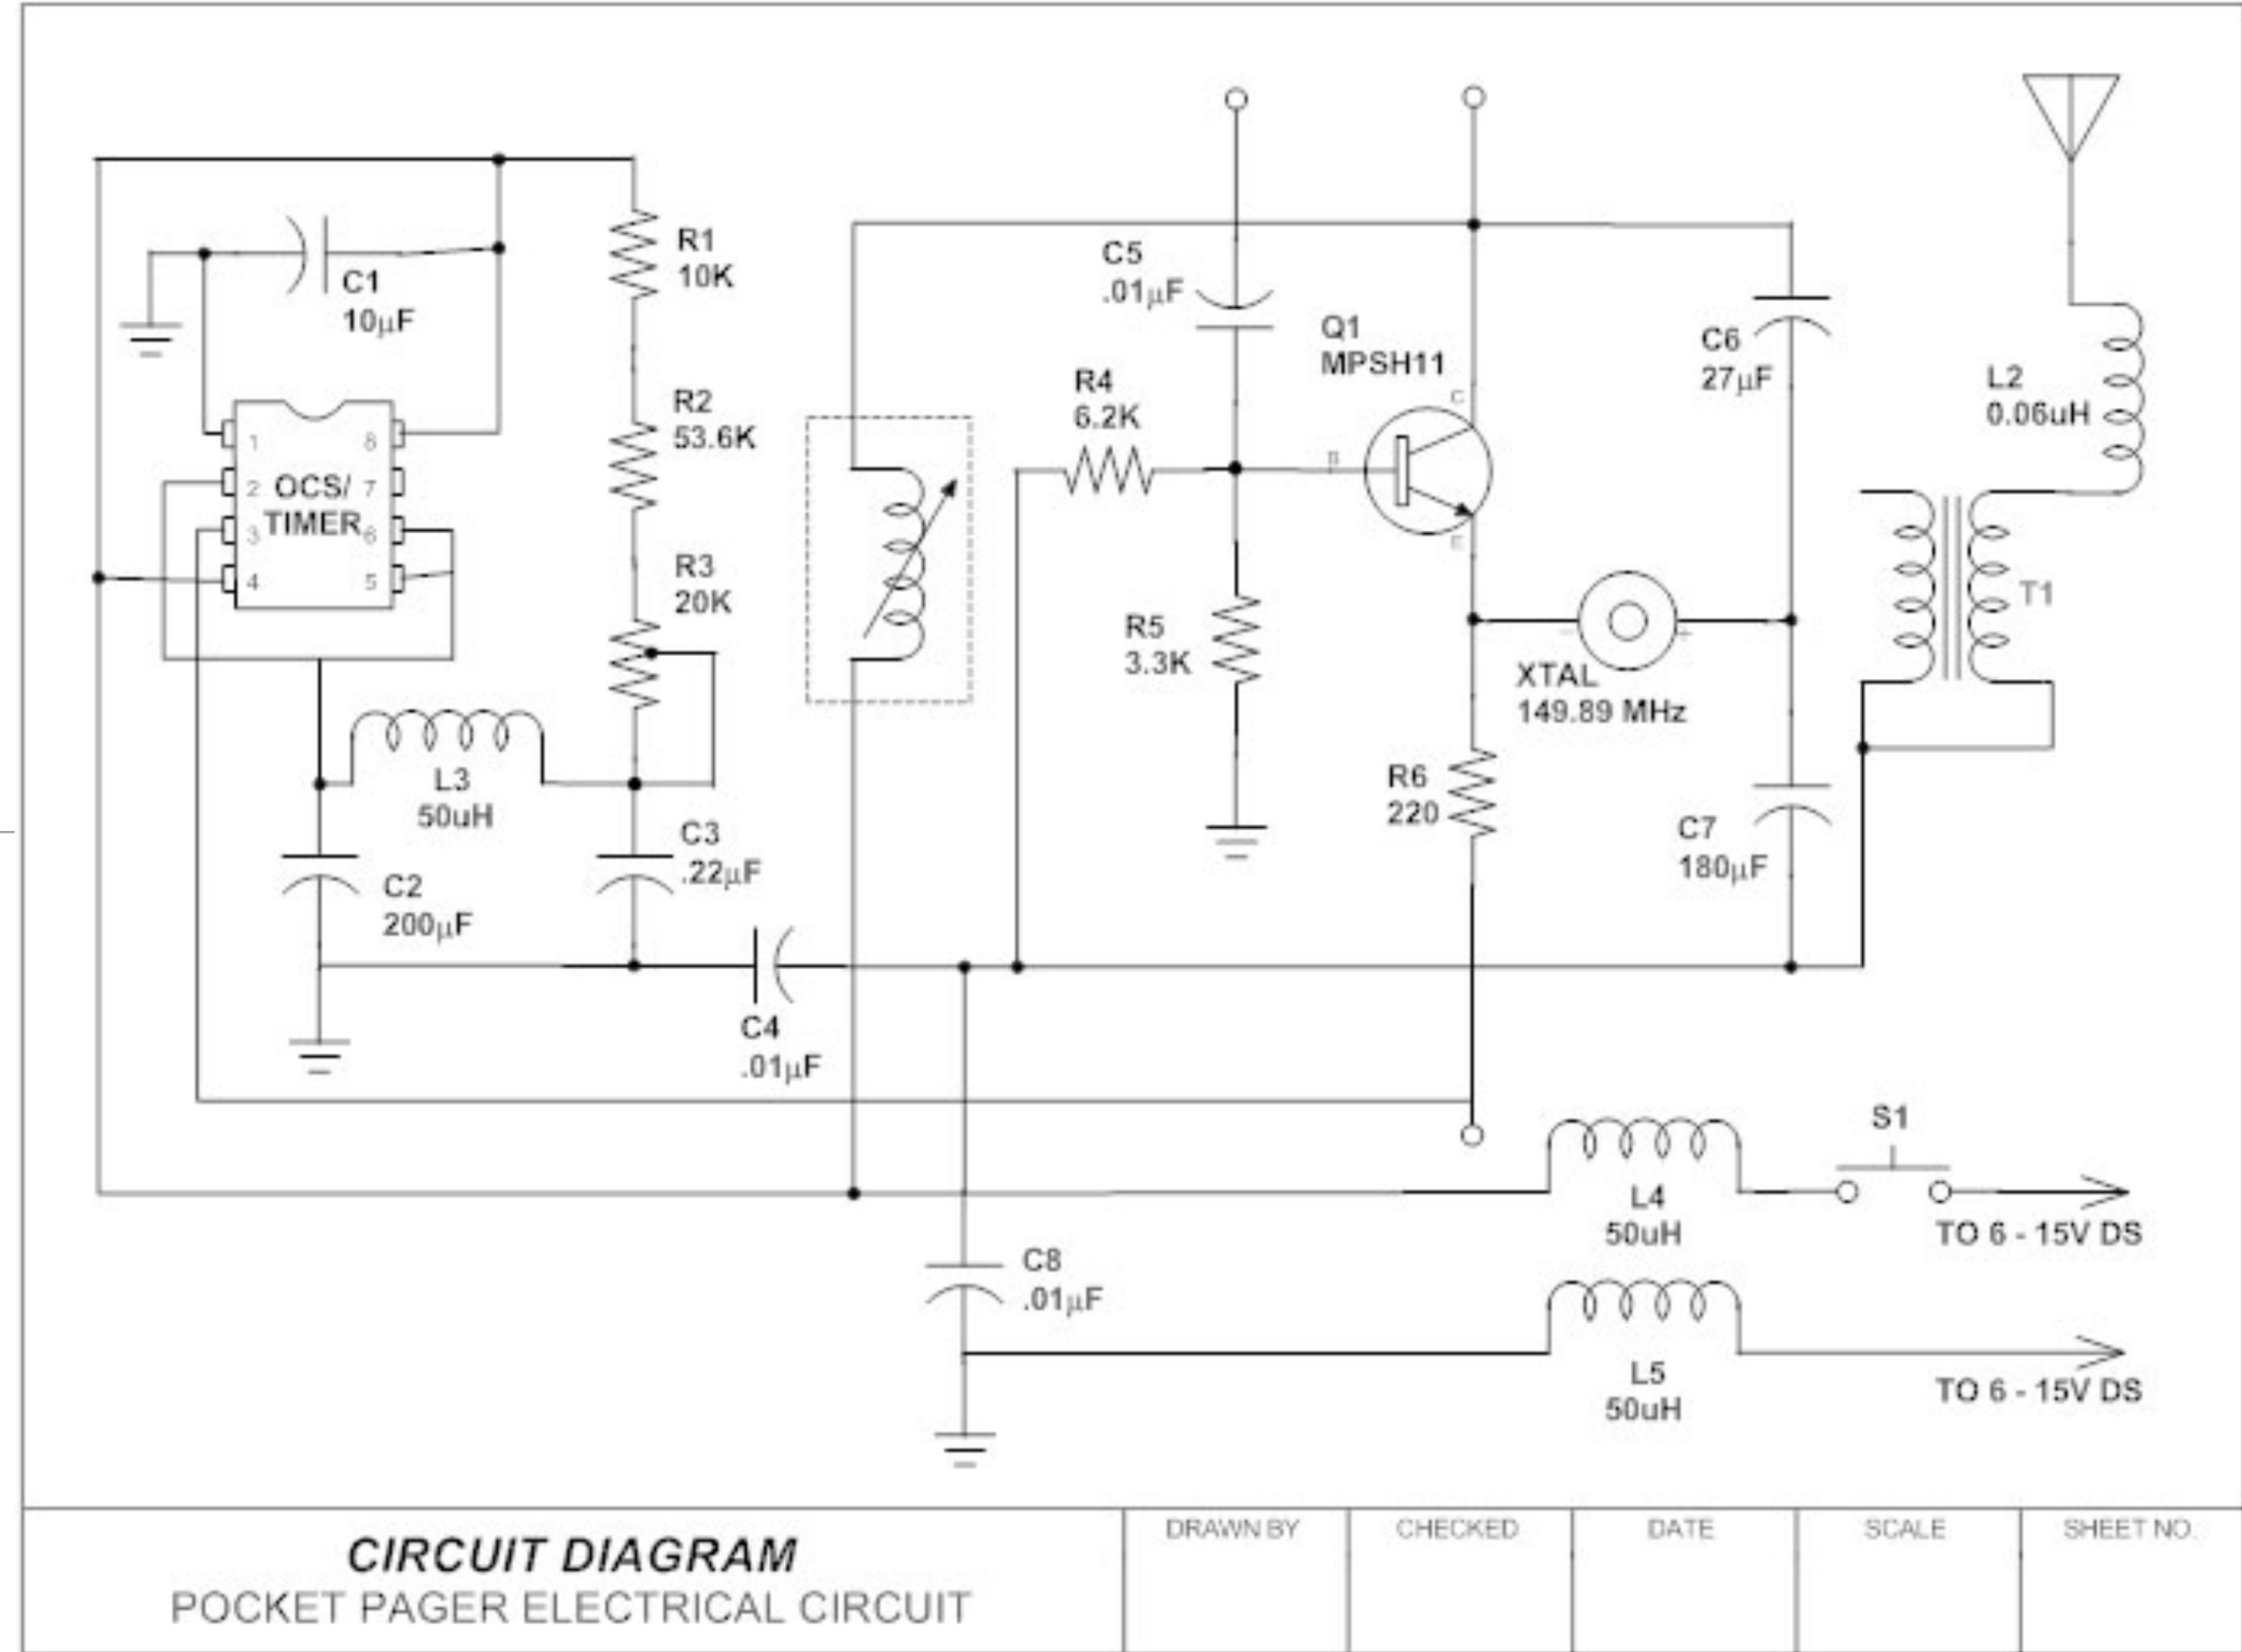 R1
10K
C1
10μF
C5
.01μF
Q1
MPSH11
C
C6
27μF
L2
0.06uH
R4
6.2K
R2
53.6K
B
1
8
2
OCS/
7
3
TIMER
6
4
5
E
R3
20K
T1
R5
3.3K
-
+
XTAL
149.89 MHz
L3
50uH
R6
220
C3
.22μF
C7
180μF
C2
200μF
C4
.01μF
S1
L4
50uH
TO 6 - 15V DS
C8
.01μF
L5
50uH
TO 6 - 15V DS
CIRCUIT DIAGRAM
POCKET PAGER ELECTRICAL CIRCUIT
DRAWN BY
CHECKED
DATE
SCALE
SHEET NO.